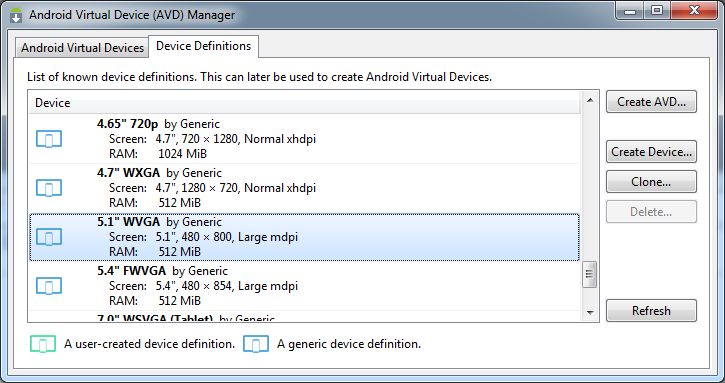 Android Virtual Device (AVD) Manager
Android Virtual Devices
Device Definitions
List of known device definitions. This can later be used to create Android Virtual Devices.
Device
4.65" 720p by Generic
Screen: 4.7", 720 × 1280, Normal xhdpi
RAM: 1024 MiB
4.7" WXGA by Generic
Screen: 4.7", 1280 × 720, Normal xhdpi
RAM: 512 MiB
5.1" WVGA by Generic
Screen: 5.1", 480 × 800, Large mdpi
RAM: 512 MiB
5.4" FWVGA by Generic
Screen: 5.4", 480 × 854, Large mdpi
RAM: 512 MiB
7.0" WSVGA (Tablet) by Generic
Create AVD...
Create Device...
Clone...
Delete...
Refresh
A user-created device definition.
A generic device definition.